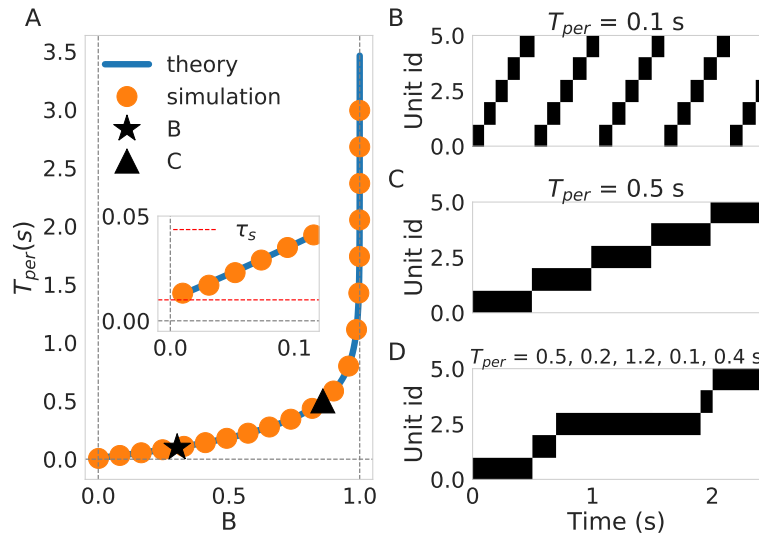 A
3.5
3.0
2.5
2.0
1.5
1.0
0.5
0.0
T_per(s)
theory
simulation
B
C
0.05
0.00
τ_s
0.0
0.1
0.0
0.5
1.0
B
B
T_per = 0.1 s
5.0
2.5
0.0
Unit id
C
T_per = 0.5 s
5.0
2.5
0.0
Unit id
D
T_per = 0.5, 0.2, 1.2, 0.1, 0.4 s
5.0
2.5
0.0
Unit id
0
1
2
Time (s)